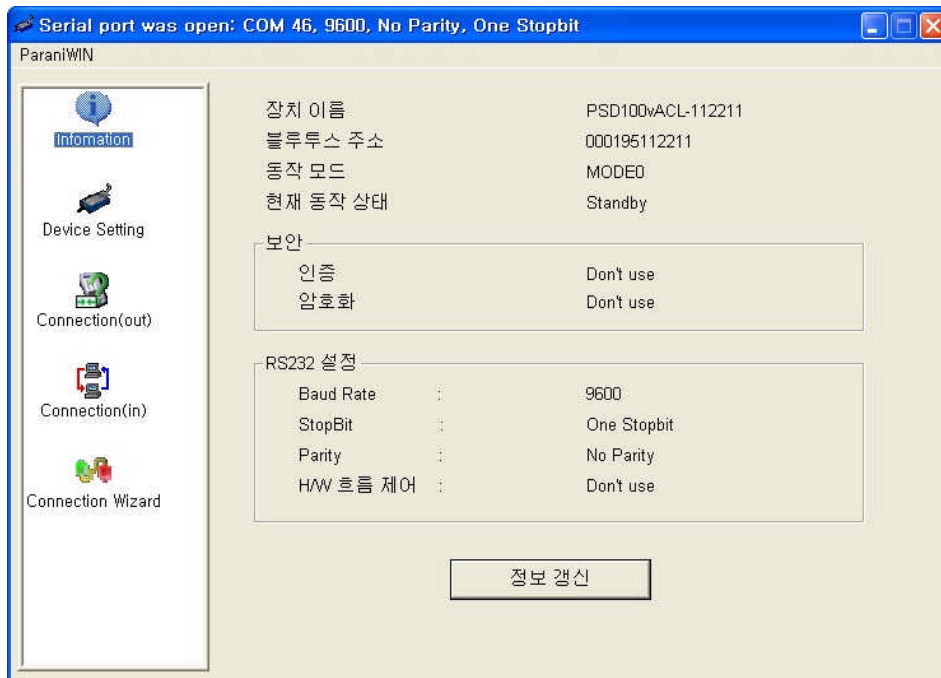 Serial port was open: COM 46, 9600, No Parity, One Stopbit
ParaniWIN
Infomation
Device Setting
Connection(out)
Connection(in)
Connection Wizard
장치 이름 PSD100vACL-112211
블루투스 주소 000195112211
동작 모드 MODE0
현재 동작 상태 Standby
보안
인증 Don't use
암호화 Don't use
RS232 설정
Baud Rate : 9600
StopBit : One Stopbit
Parity : No Parity
H/W 흐름 제어 : Don't use
정보 갱신